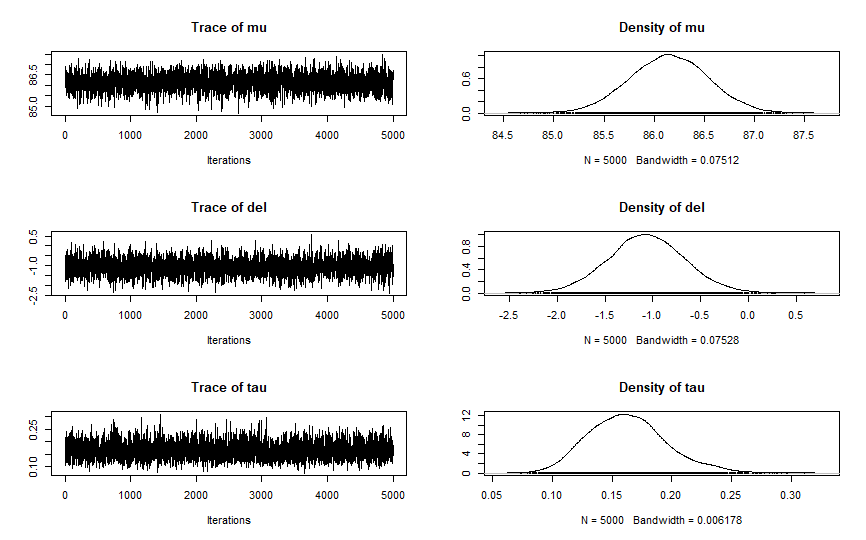 Trace of mu
85.0 86.5
0 1000 2000 3000 4000 5000
Iterations
Density of mu
0.0 0.6
84.5 85.0 85.5 86.0 86.5 87.0 87.5
N = 5000 Bandwidth = 0.07512
Trace of del
-2.5 -1.0 0.5
0 1000 2000 3000 4000 5000
Iterations
Density of del
0.0 0.4 0.8
-2.5 -2.0 -1.5 -1.0 -0.5 0.0 0.5
N = 5000 Bandwidth = 0.07528
Trace of tau
0.10 0.25
0 1000 2000 3000 4000 5000
Iterations
Density of tau
0 4 8 12
0.05 0.10 0.15 0.20 0.25 0.30
N = 5000 Bandwidth = 0.006178